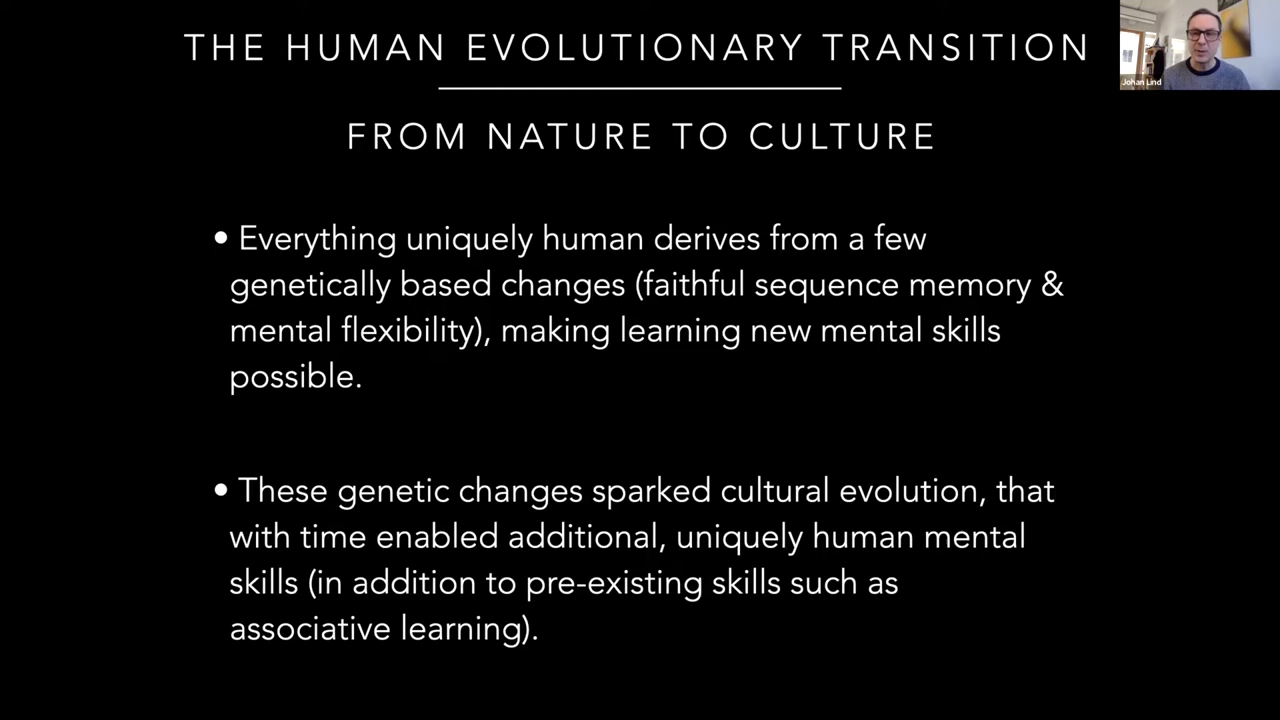 THE HUMAN EVOLUTIONARY TRANSITION
Johan Lind
FROM NATURE TO CULTURE
• Everything uniquely human derives from a few
genetically based changes (faithful sequence memory &
mental flexibility), making learning new mental skills
possible.
• These genetic changes sparked cultural evolution, that
with time enabled additional, uniquely human mental
skills (in addition to pre-existing skills such as
associative learning).